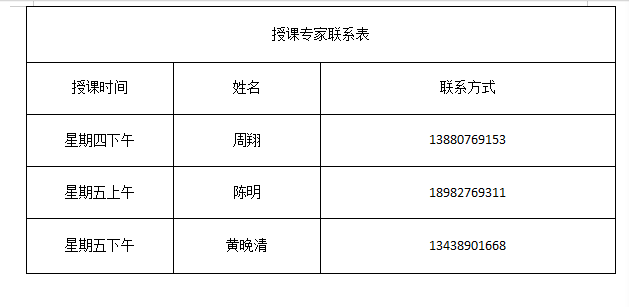 授课专家联系表
授课时间 姓名 联系方式
星期四下午 周翔 13880769153
星期五上午 陈明 18982769311
星期五下午 黄晚清 13438901668